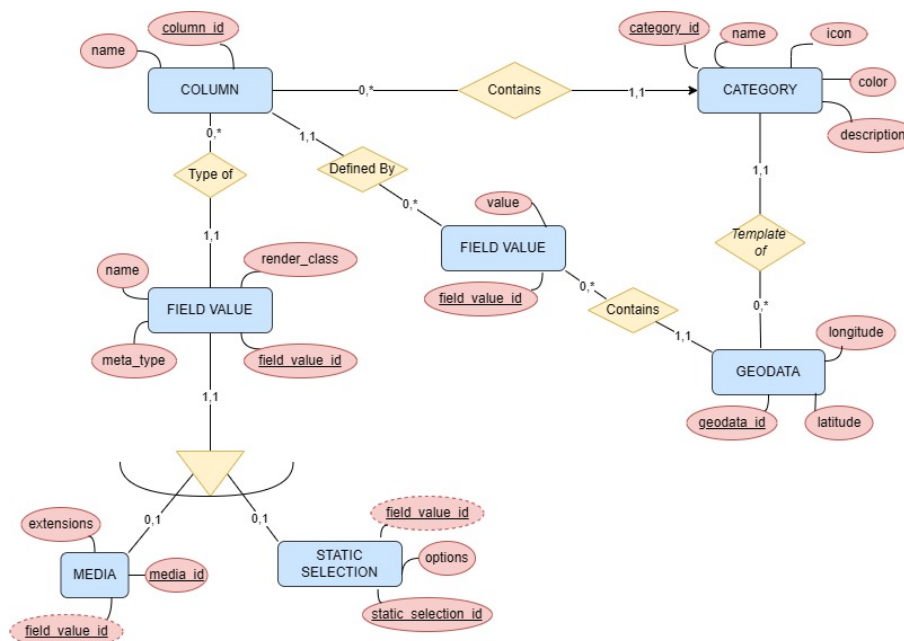 column_id
name
COLUMN
category_id
name
icon
color
description
CATEGORY
0,*
Contains
1,1
0,*
Type of
1,1
1,1
Defined By
0,*
value
FIELD VALUE
field_value_id
1,1
Template
of
0,*
name
render_class
FIELD VALUE
meta_type
field_value_id
0,*
Contains
1,1
longitude
GEODATA
geodata_id
latitude
1,1
0,1
0,1
extensions
MEDIA
media_id
field_value_id
field_value_id
STATIC
SELECTION
options
static_selection_id